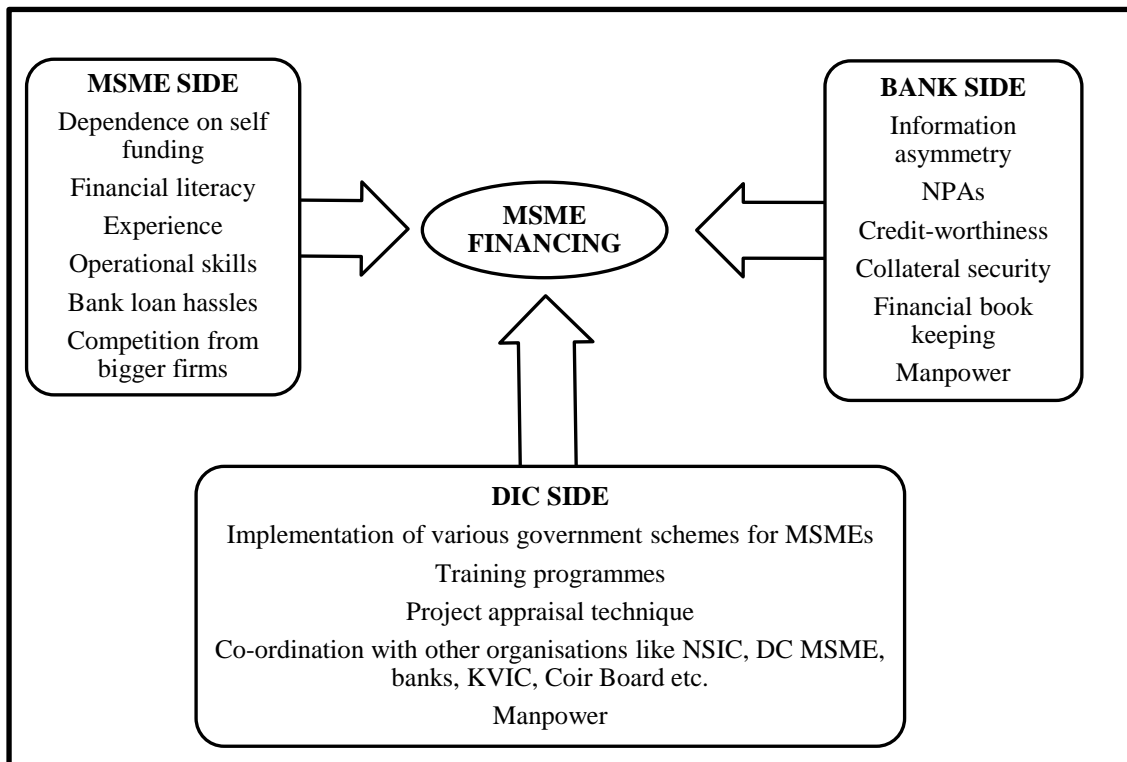 MSME SIDE
Dependence on self
funding
Financial literacy
Experience
Operational skills
Bank loan hassles
Competition from
bigger firms
MSME
FINANCING
BANK SIDE
Information
asymmetry
NPAs
Credit-worthiness
Collateral security
Financial book
keeping
Manpower
DIC SIDE
Implementation of various government schemes for MSMEs
Training programmes
Project appraisal technique
Co-ordination with other organisations like NSIC, DC MSME,
banks, KVIC, Coir Board etc.
Manpower